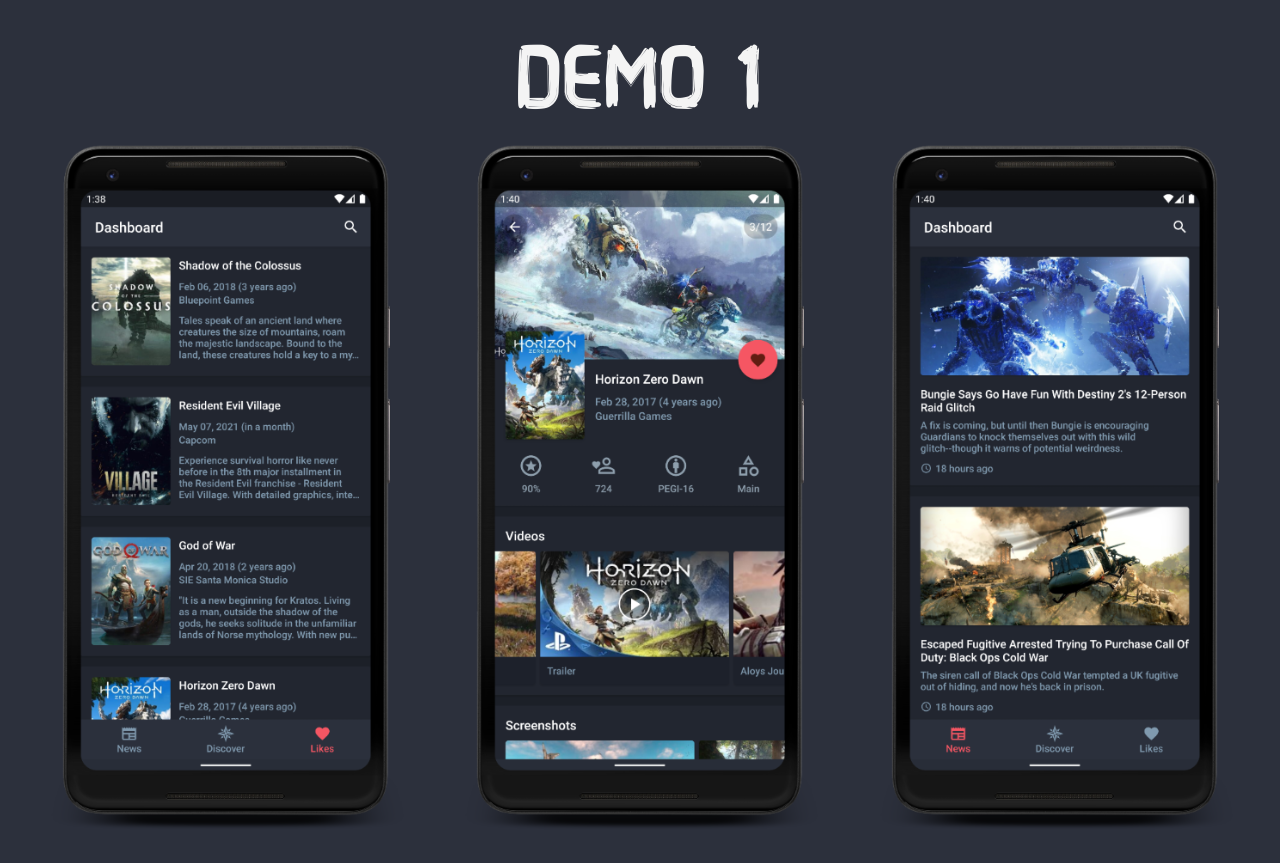 DEMO 1
1:38
Dashboard
SHADOW
OF THE
COLOSSUS
Shadow of the Colossus
Feb 06, 2018 (3 years ago)
Bluepoint Games
Tales speak of an ancient land where
creatures the size of mountains, roam
the majestic landscape. Bound to the
land, these creatures hold a key to a my...
VILLAGE
RESIDENT EVIL
Resident Evil Village
May 07, 2021 (in a month)
Capcom
Experience survival horror like never
before in the 8th major installment in
the Resident Evil franchise - Resident
Evil Village. With detailed graphics, inte...
GOD OF WAR
God of War
Apr 20, 2018 (2 years ago)
SIE Santa Monica Studio
"It is a new beginning for Kratos. Living
as a man, outside the shadow of the
gods, he seeks solitude in the unfamiliar
lands of Norse mythology. With new pu...
HORIZON
ZERO DAWN
Horizon Zero Dawn
Feb 28, 2017 (4 years ago)
Guerrilla Games
News
Discover
Likes
1:40
3/12
Ho
HORIZON
ZERO DAWN
Horizon Zero Dawn
Feb 28, 2017 (4 years ago)
Guerrilla Games
90%
724
PEGI-16
Main
Videos
HORIZON
ZERO DAWN
Trailer
Aloys Jou
Screenshots
1:40
Dashboard
Bungie Says Go Have Fun With Destiny 2's 12-Person
Raid Glitch
A fix is coming, but until then Bungie is encouraging
Guardians to knock themselves out with this wild
glitch--though it warns of potential weirdness.
18 hours ago
Escaped Fugitive Arrested Trying To Purchase Call Of
Duty: Black Ops Cold War
The siren call of Black Ops Cold War tempted a UK fugitive
out of hiding, and now he's back in prison.
18 hours ago
News
Discover
Likes